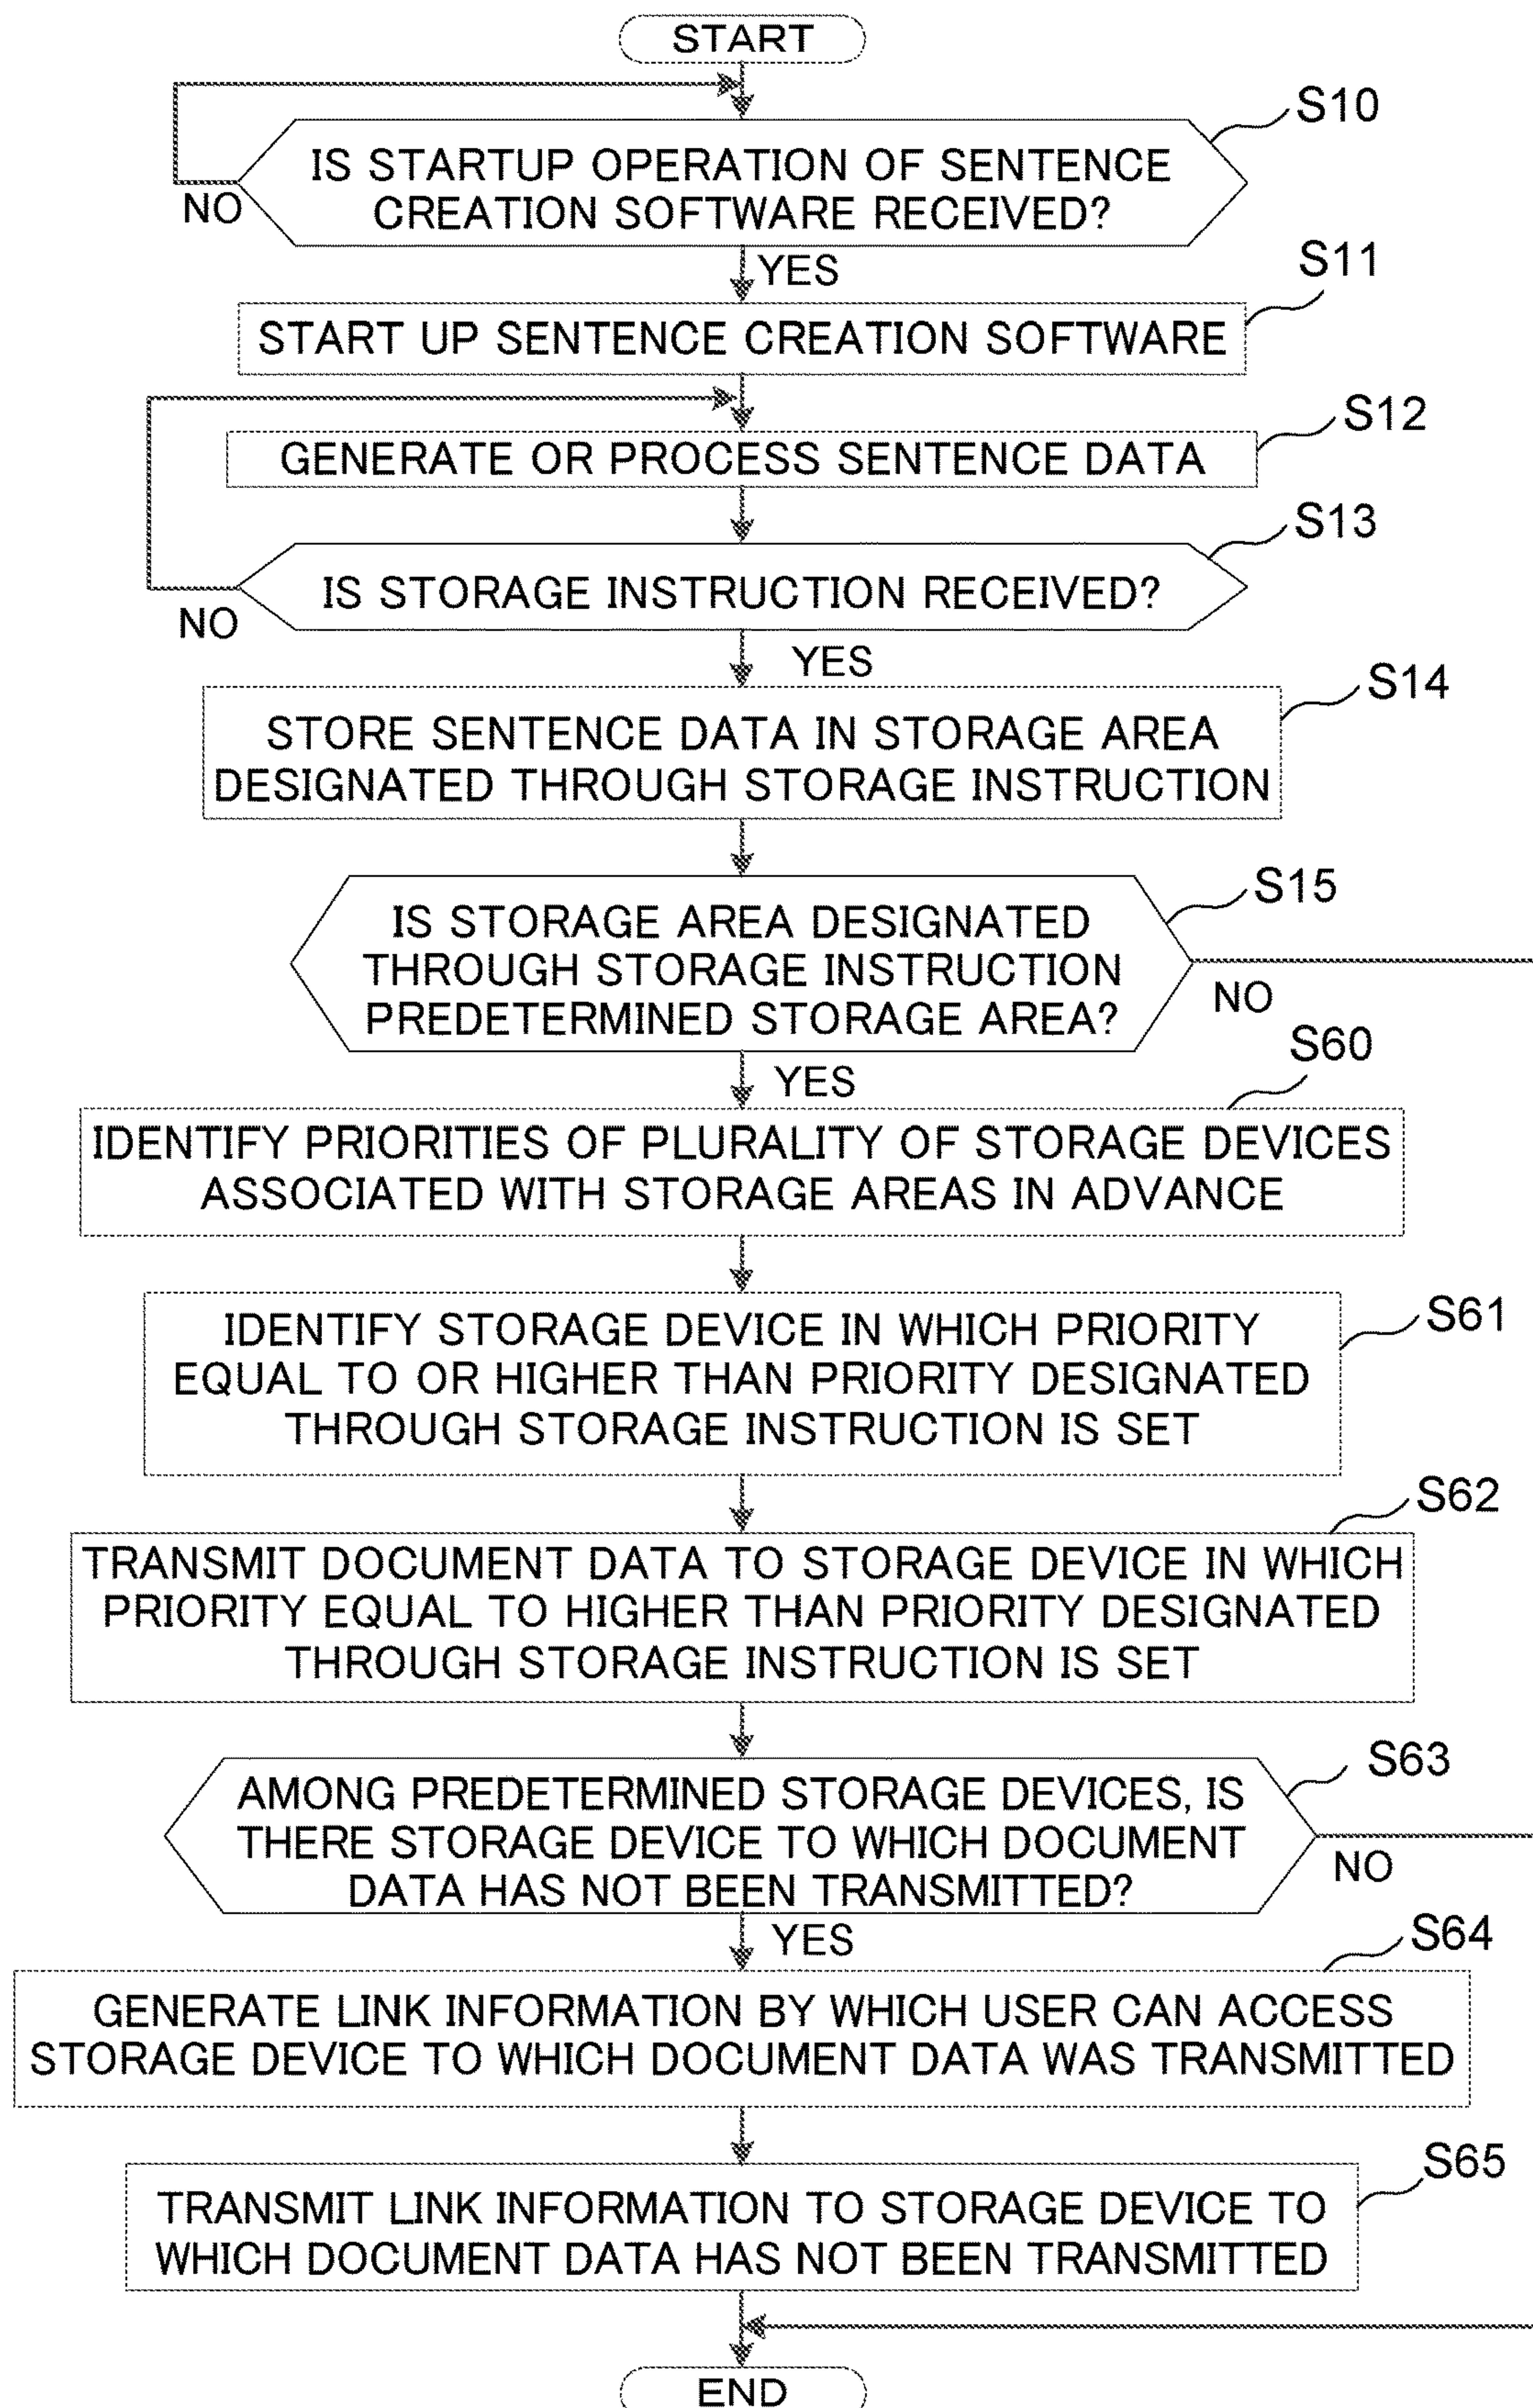 START
S10
IS STARTUP OPERATION OF SENTENCE
CREATION SOFTWARE RECEIVED?
NO
YES
S11
START UP SENTENCE CREATION SOFTWARE
S12
GENERATE OR PROCESS SENTENCE DATA
S13
IS STORAGE INSTRUCTION RECEIVED?
NO
YES
S14
STORE SENTENCE DATA IN STORAGE AREA
DESIGNATED THROUGH STORAGE INSTRUCTION
S15
IS STORAGE AREA DESIGNATED
THROUGH STORAGE INSTRUCTION
PREDETERMINED STORAGE AREA?
NO
YES
S60
IDENTIFY PRIORITIES OF PLURALITY OF STORAGE DEVICES
ASSOCIATED WITH STORAGE AREAS IN ADVANCE
S61
IDENTIFY STORAGE DEVICE IN WHICH PRIORITY
EQUAL TO OR HIGHER THAN PRIORITY DESIGNATED
THROUGH STORAGE INSTRUCTION IS SET
S62
TRANSMIT DOCUMENT DATA TO STORAGE DEVICE IN WHICH
PRIORITY EQUAL TO HIGHER THAN PRIORITY DESIGNATED
THROUGH STORAGE INSTRUCTION IS SET
S63
AMONG PREDETERMINED STORAGE DEVICES, IS
THERE STORAGE DEVICE TO WHICH DOCUMENT
DATA HAS NOT BEEN TRANSMITTED?
NO
YES
S64
GENERATE LINK INFORMATION BY WHICH USER CAN ACCESS
STORAGE DEVICE TO WHICH DOCUMENT DATA WAS TRANSMITTED
S65
TRANSMIT LINK INFORMATION TO STORAGE DEVICE TO
WHICH DOCUMENT DATA HAS NOT BEEN TRANSMITTED
END